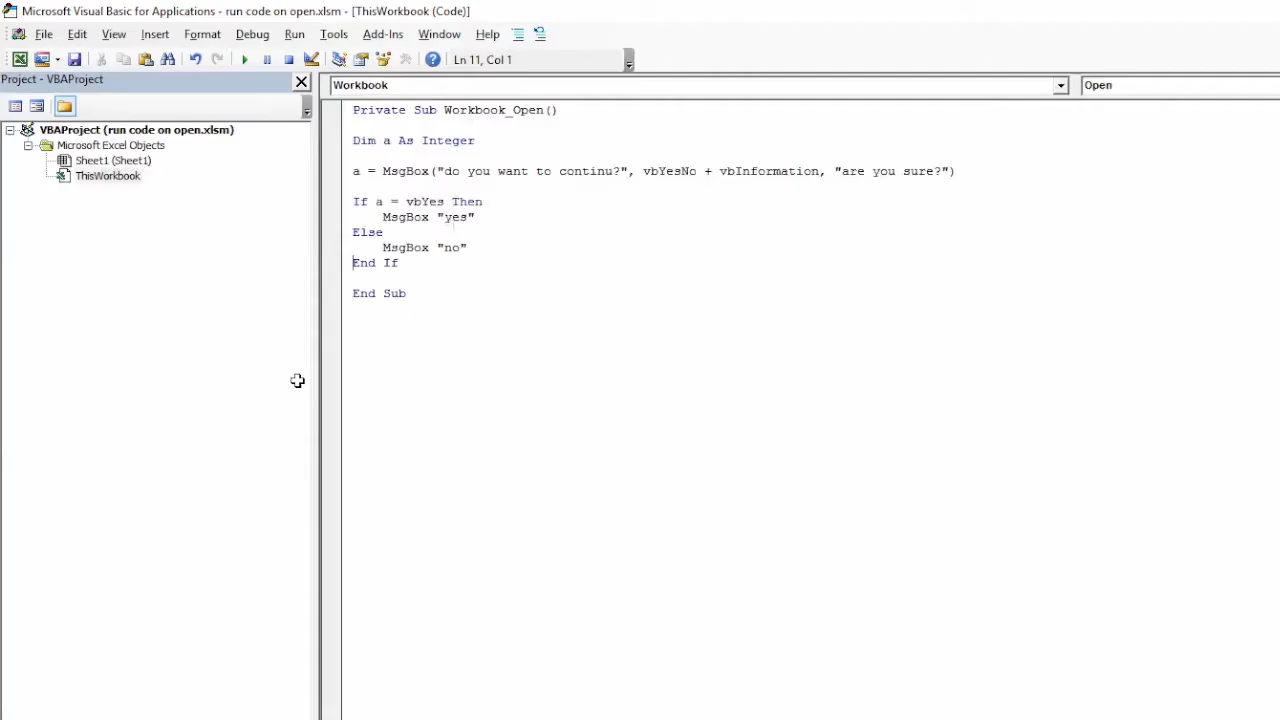 Microsoft Visual Basic for Applications - run code on open.xlsm - [ThisWorkbook (Code)]
File Edit View Insert Format Debug Run Tools Add-Ins Window Help
Ln 11, Col 1
Project - VBAProject
Workbook
Open
VBAProject (run code on open.xlsm)
Microsoft Excel Objects
Sheet1 (Sheet1)
ThisWorkbook
Private Sub Workbook_Open()
Dim a As Integer
a = MsgBox("do you want to continu?", vbYesNo + vbInformation, "are you sure?")
If a = vbYes Then
MsgBox "yes"
Else
MsgBox "no"
End If
End Sub